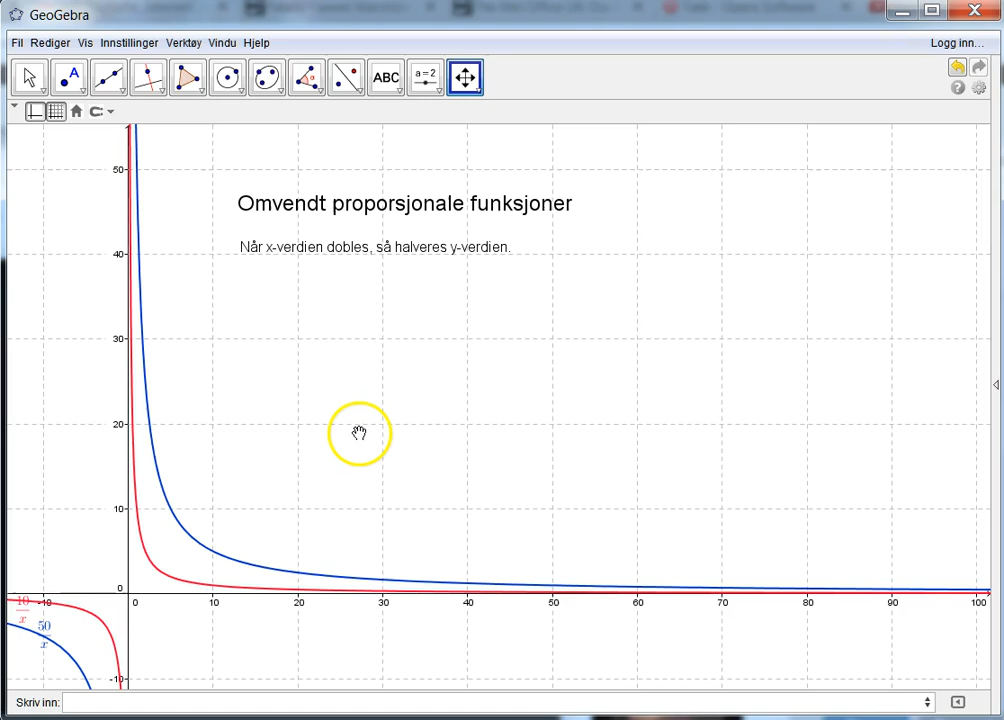 GeoGebra
Fil Rediger Vis Innstillinger Verktøy Vindu Hjelp Logg inn...
A α ABC a=2
50
Omvendt proporsjonale funksjoner
Når x-verdien dobles, så halveres y-verdien.
40
30
20
10
0
-10 0 10 20 30 40 50 60 70 80 90 100
10/x
50/x
-10
Skriv inn: